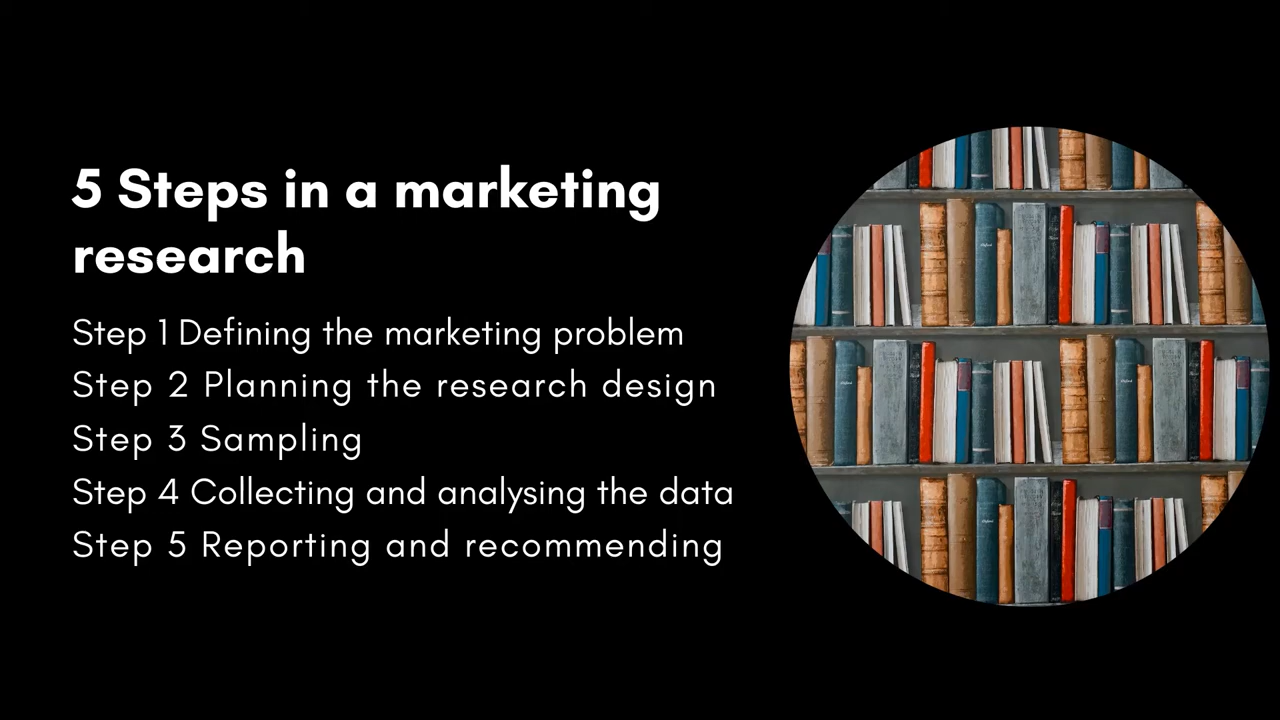 5 Steps in a marketing
research
Step 1 Defining the marketing problem
Step 2 Planning the research design
Step 3 Sampling
Step 4 Collecting and analysing the data
Step 5 Reporting and recommending